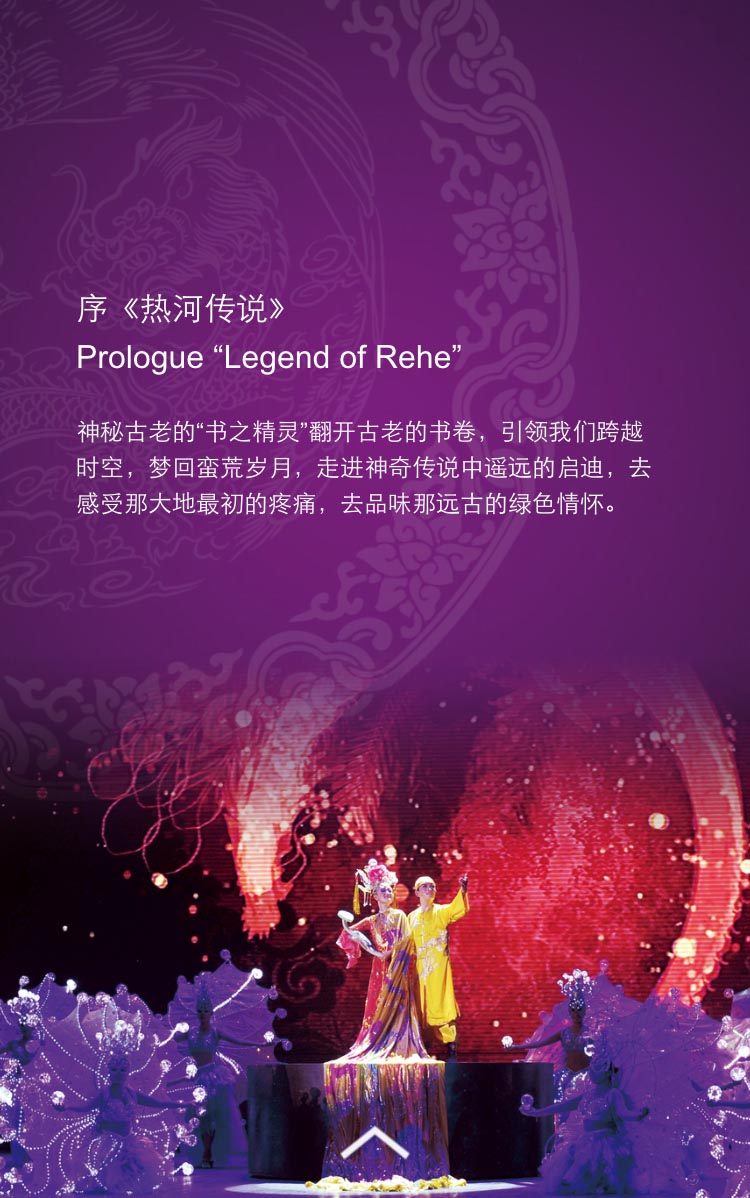 序《热河传说》
Prologue “Legend of Rehe”
神秘古老的“书之精灵”翻开古老的书卷，引领我们跨越
时空，梦回蛮荒岁月，走进神奇传说中遥远的启迪，去
感受那大地最初的疼痛，去品味那远古的绿色情怀。